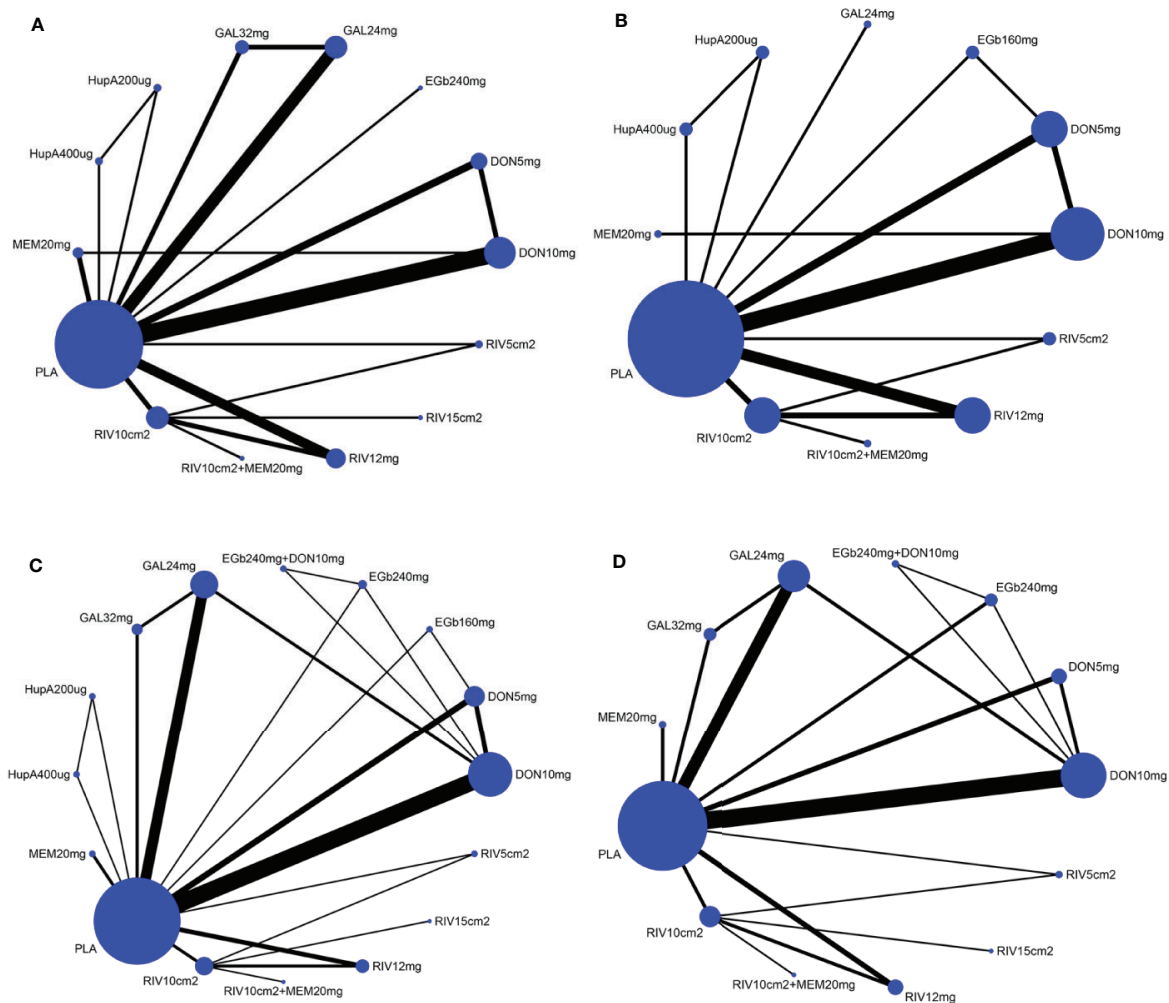 A
GAL32mg
GAL24mg
HupA200ug
EGb240mg
HupA400ug
DON5mg
MEM20mg
DON10mg
PLA
RIV5cm2
RIV10cm2
RIV15cm2
RIV10cm2+MEM20mg
RIV12mg
B
GAL24mg
HupA200ug
EGb160mg
HupA400ug
DON5mg
MEM20mg
DON10mg
PLA
RIV5cm2
RIV10cm2
RIV12mg
RIV10cm2+MEM20mg
C
EGb240mg+DON10mg
GAL24mg
EGb240mg
GAL32mg
EGb160mg
HupA200ug
DON5mg
HupA400ug
DON10mg
MEM20mg
RIV5cm2
PLA
RIV15cm2
RIV10cm2
RIV12mg
RIV10cm2+MEM20mg
D
EGb240mg+DON10mg
GAL24mg
EGb240mg
GAL32mg
DON5mg
MEM20mg
DON10mg
PLA
RIV5cm2
RIV10cm2
RIV15cm2
RIV10cm2+MEM20mg
RIV12mg